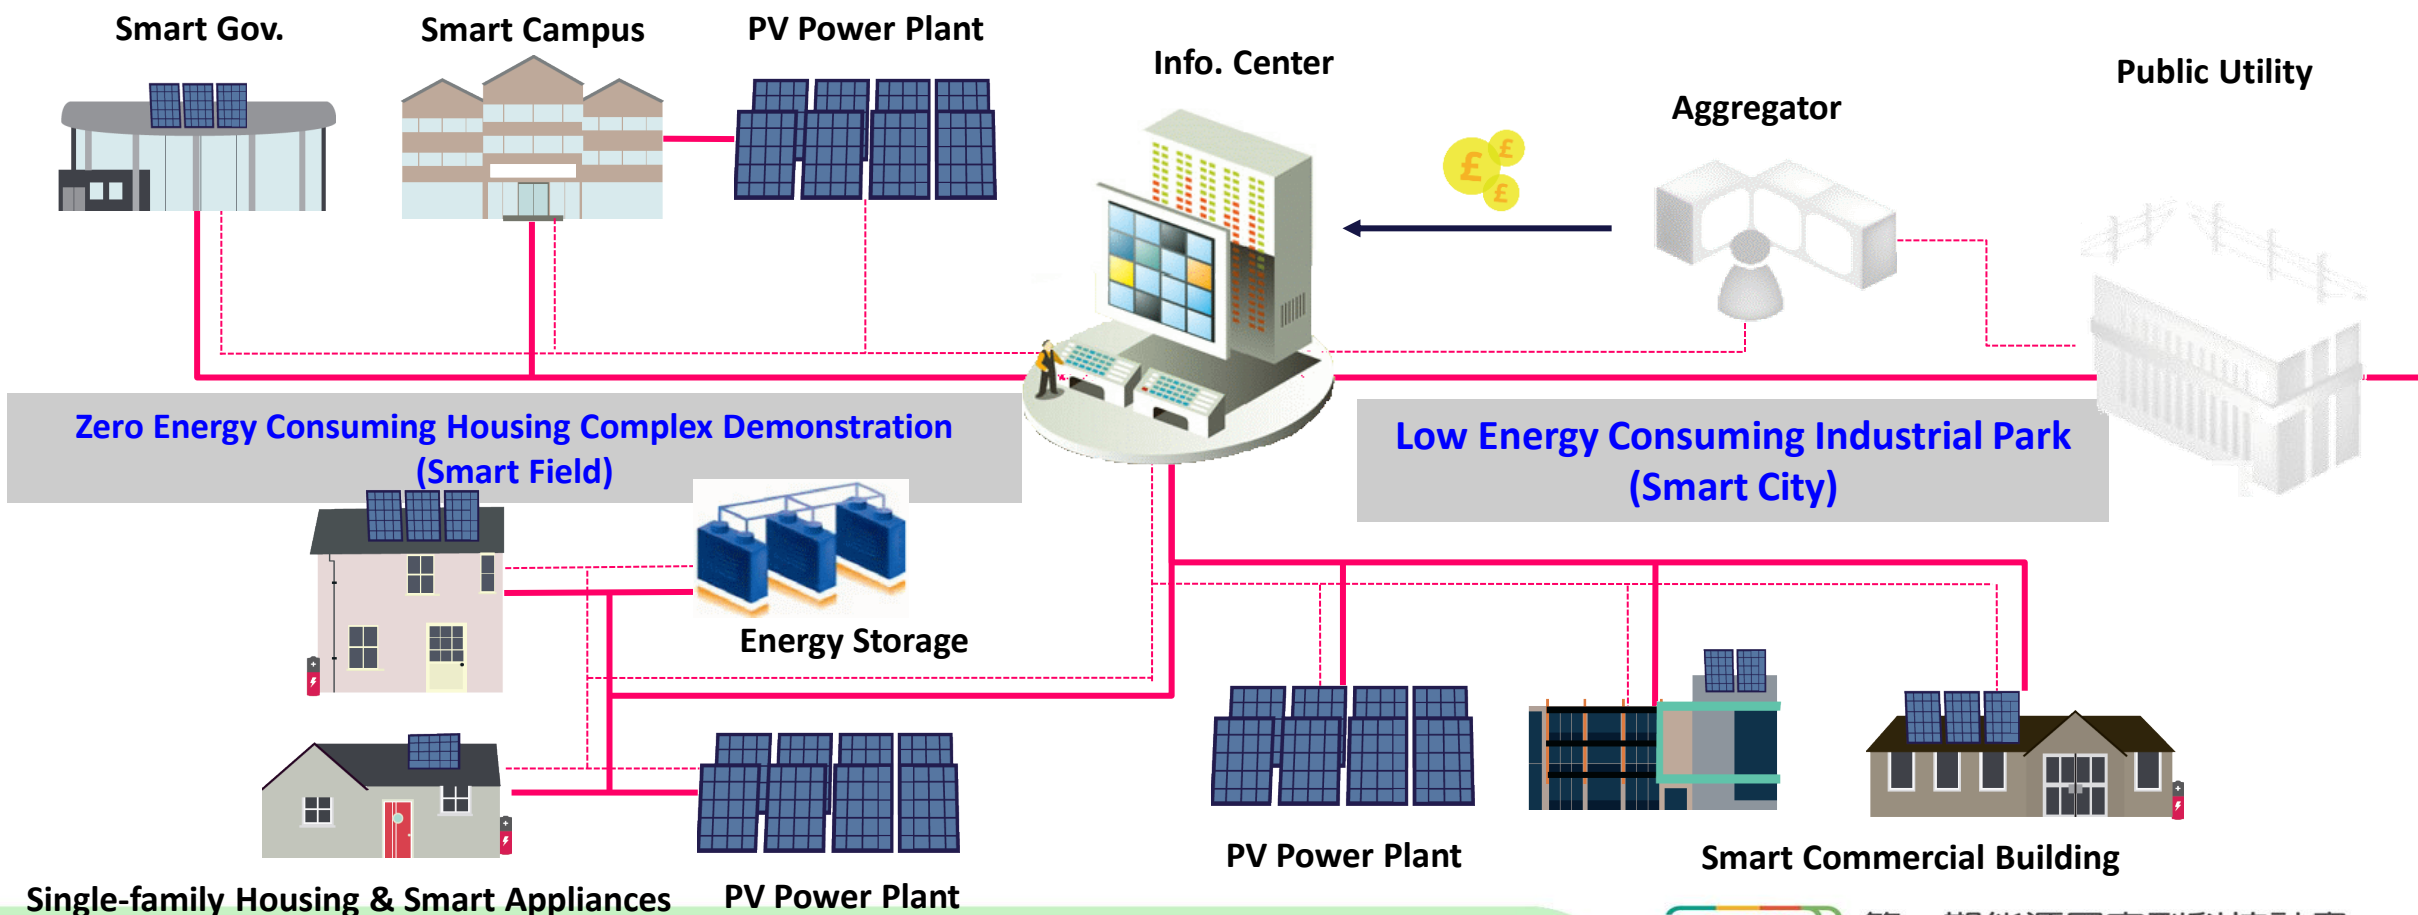 Smart Gov.
Smart Campus
PV Power Plant
Info. Center
Aggregator
Public Utility
£
£
£
Zero Energy Consuming Housing Complex Demonstration
(Smart Field)
Low Energy Consuming Industrial Park
(Smart City)
Energy Storage
PV Power Plant
Smart Commercial Building
Single-family Housing & Smart Appliances
PV Power Plant